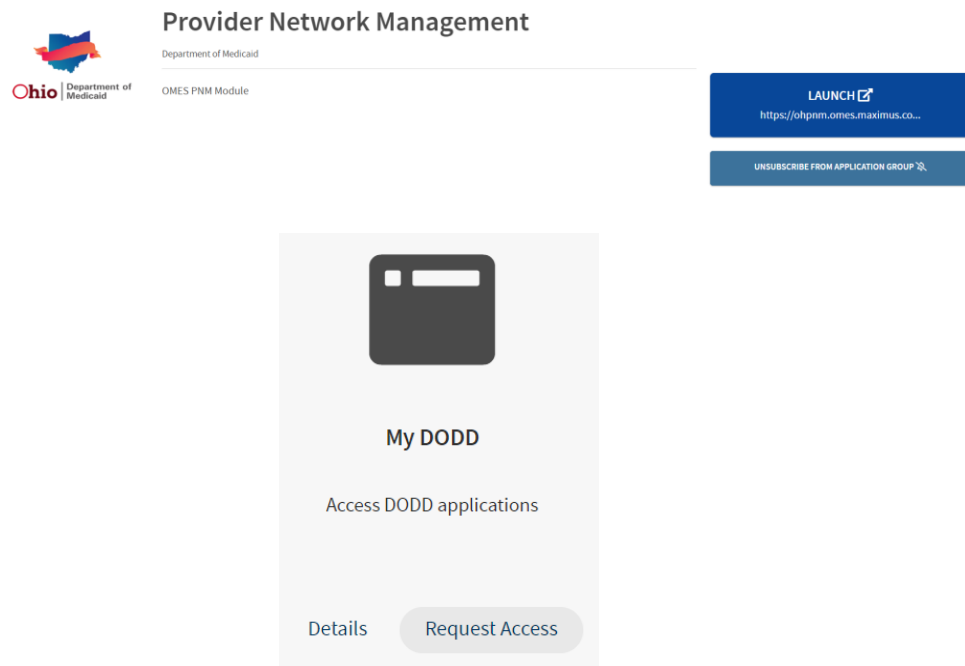 Provider Network Management
Department of Medicaid
Ohio
Department of
Medicaid
OMES PNM Module
LAUNCH
https://ohpnm.omes.maximus.co...
UNSUBSCRIBE FROM APPLICATION GROUP
My DODD
Access DODD applications
Details
Request Access